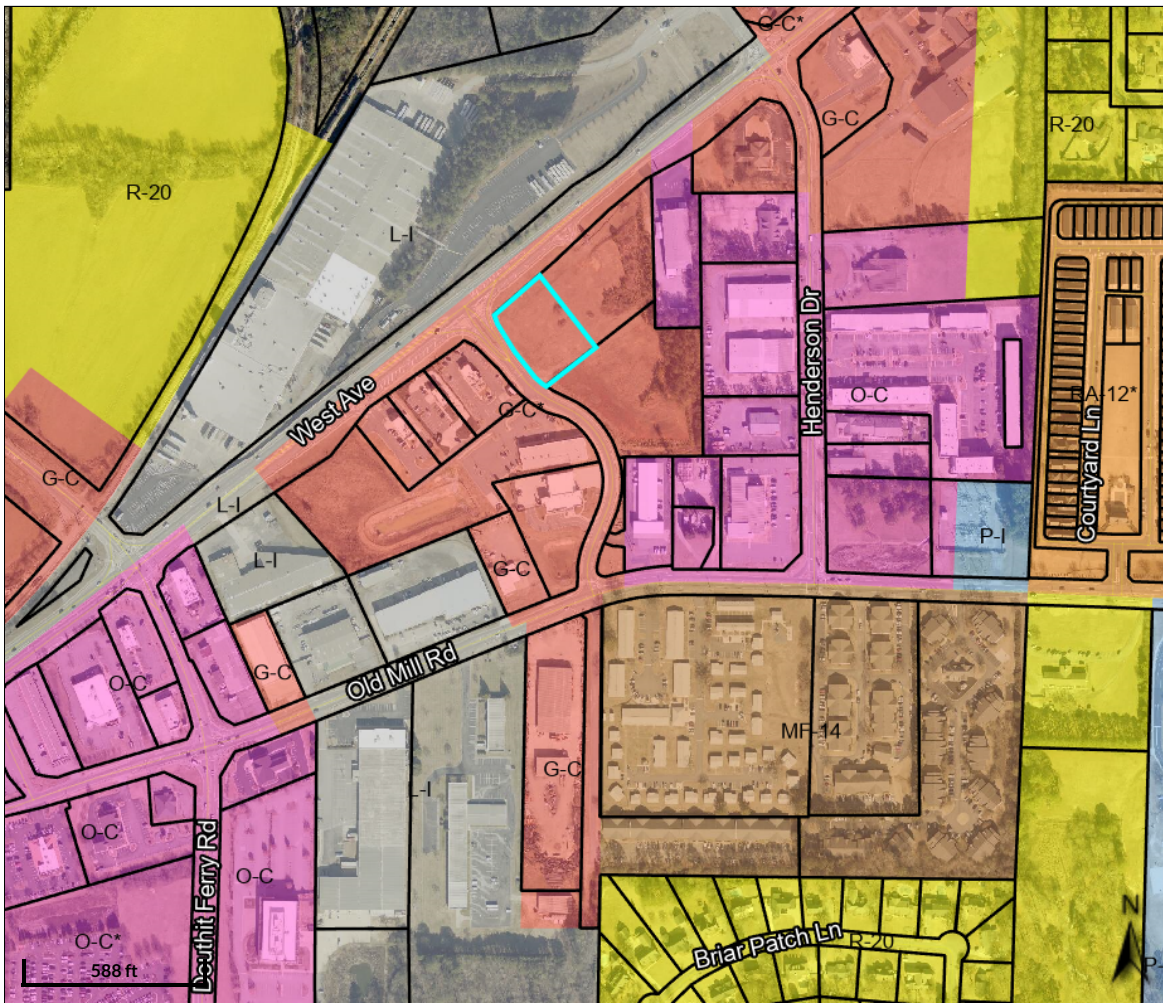 G-C*
G-C
R-20
R-20
L-I
West Ave
Henderson Dr
G-C*
O-C
RA-12*
Courtyard Ln
G-C
L-I
L-I
G-C
P-I
O-C
G-C
Old Mill Rd
MF-14
G-C
L-I
O-C
Douthit Ferry Rd
O-C
O-C*
588 ft
Briar Patch Ln
R-20
N